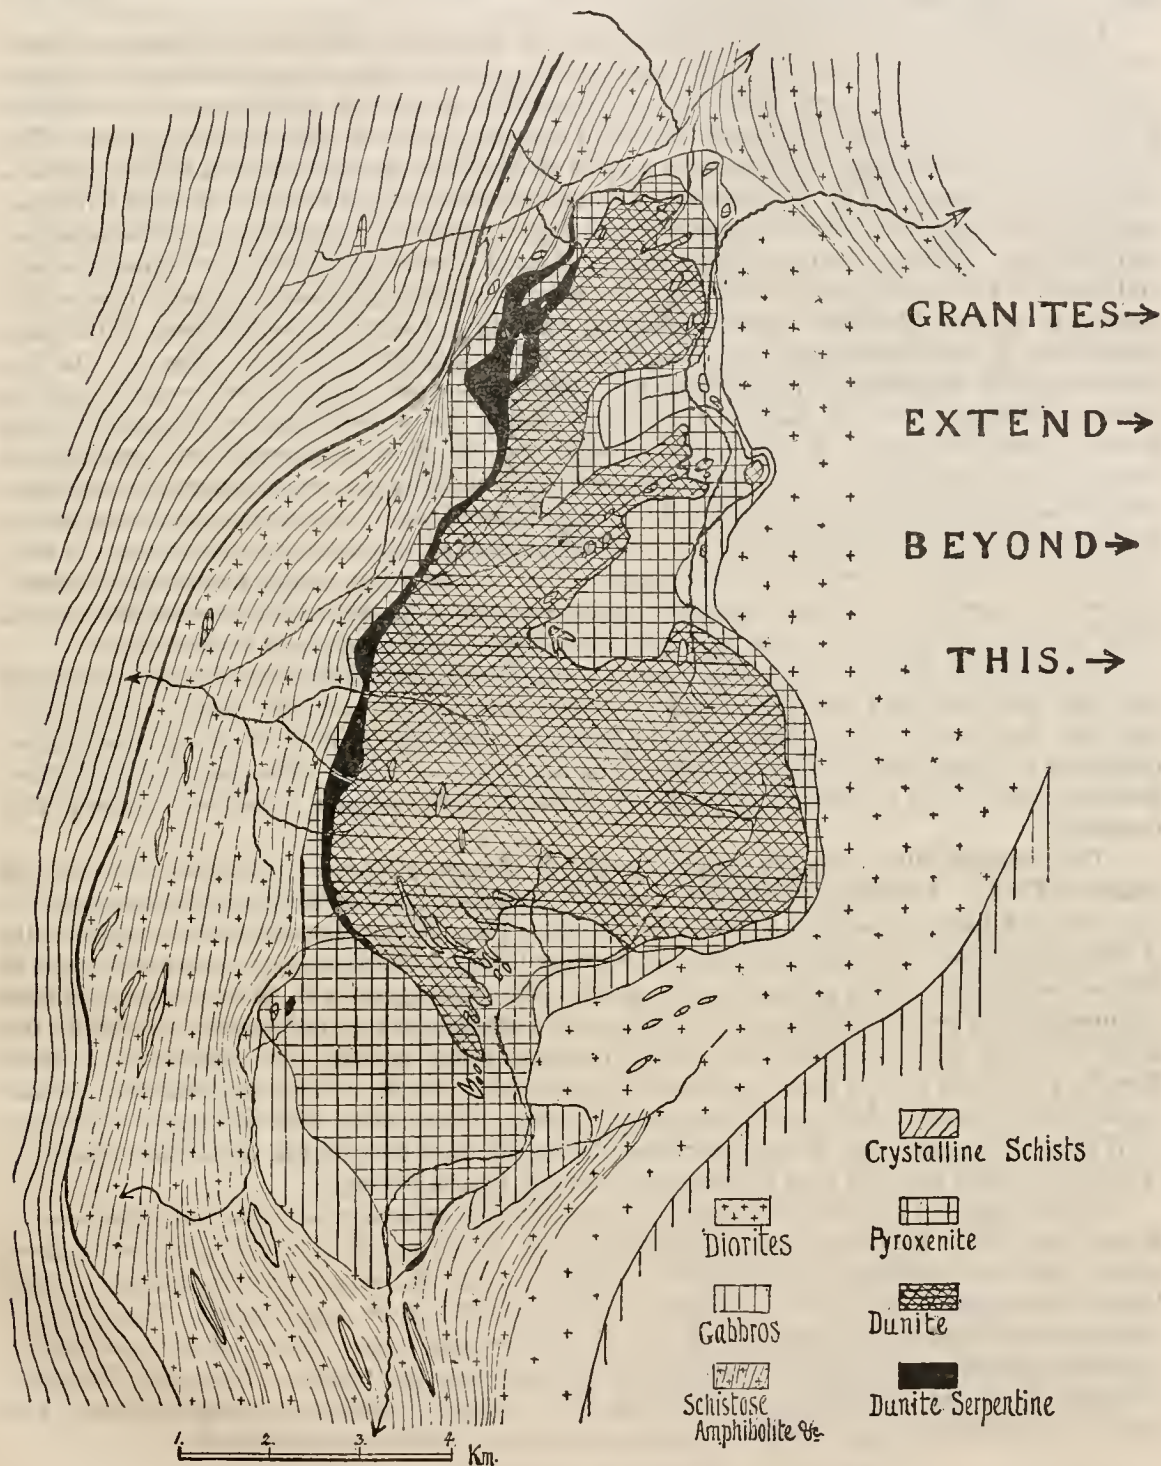 GRANITES→
EXTEND→
BEYOND→
THIS.→
Crystalline Schists
Diorites
Pyroxenite
Gabbros
Dunite
Schistose
Amphibolite &c
Dunite Serpentine
1. 2. 3. 4. Km.